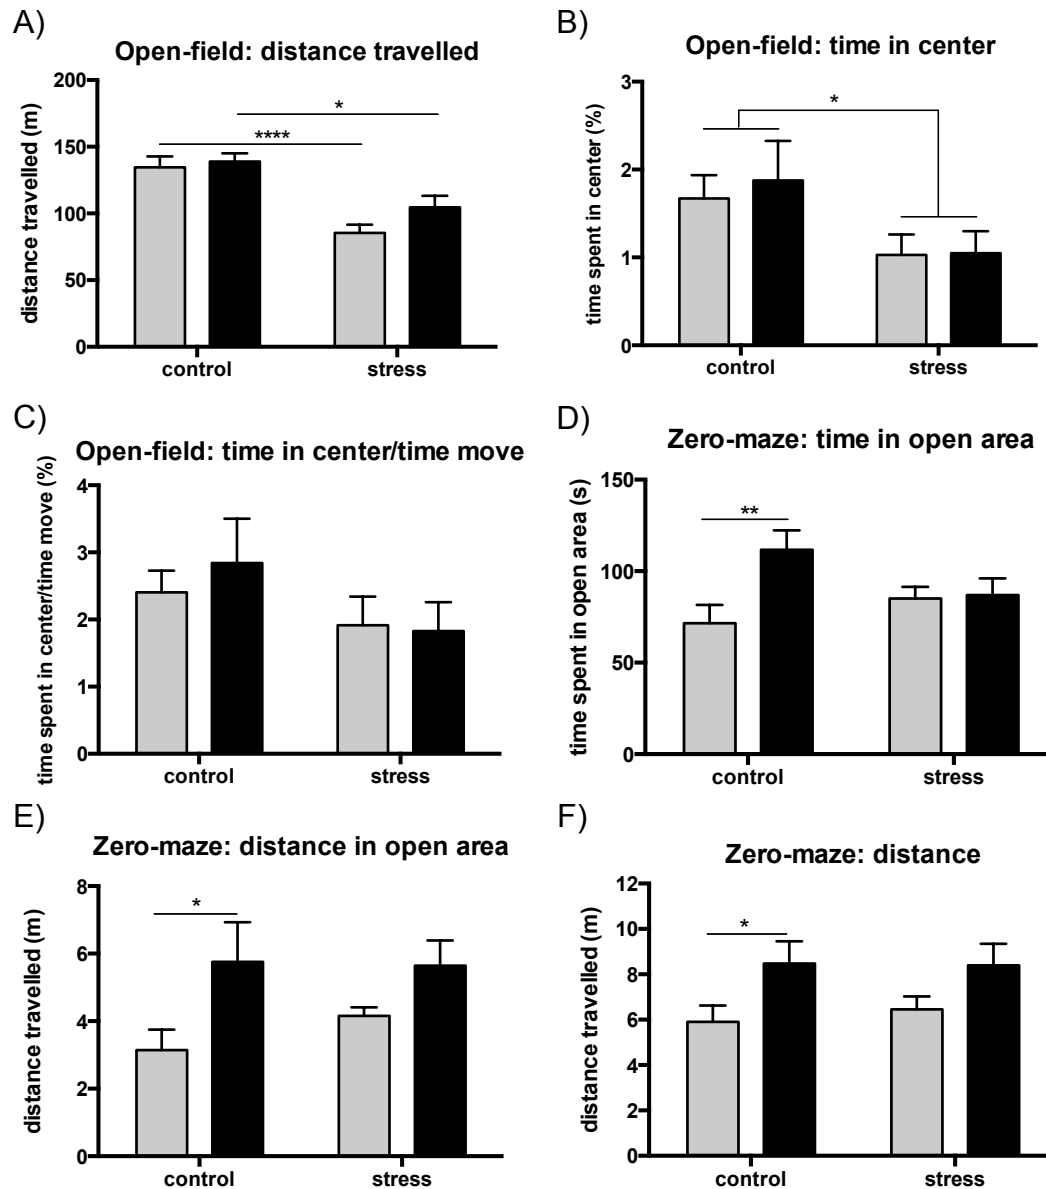 A)
Open-field: distance travelled
distance travelled (m)
200
150
100
50
0
****
*
control
stress
B)
Open-field: time in center
time spent in center (%)
3
2
1
0
*
control
stress
C)
Open-field: time in center/time move
time spent in center/time move (%)
4
3
2
1
0
control
stress
D)
Zero-maze: time in open area
time spent in open area (s)
150
100
50
0
**
control
stress
E)
Zero-maze: distance in open area
distance travelled (m)
8
6
4
2
0
*
control
stress
F)
Zero-maze: distance
distance travelled (m)
12
10
8
6
4
2
0
*
control
stress